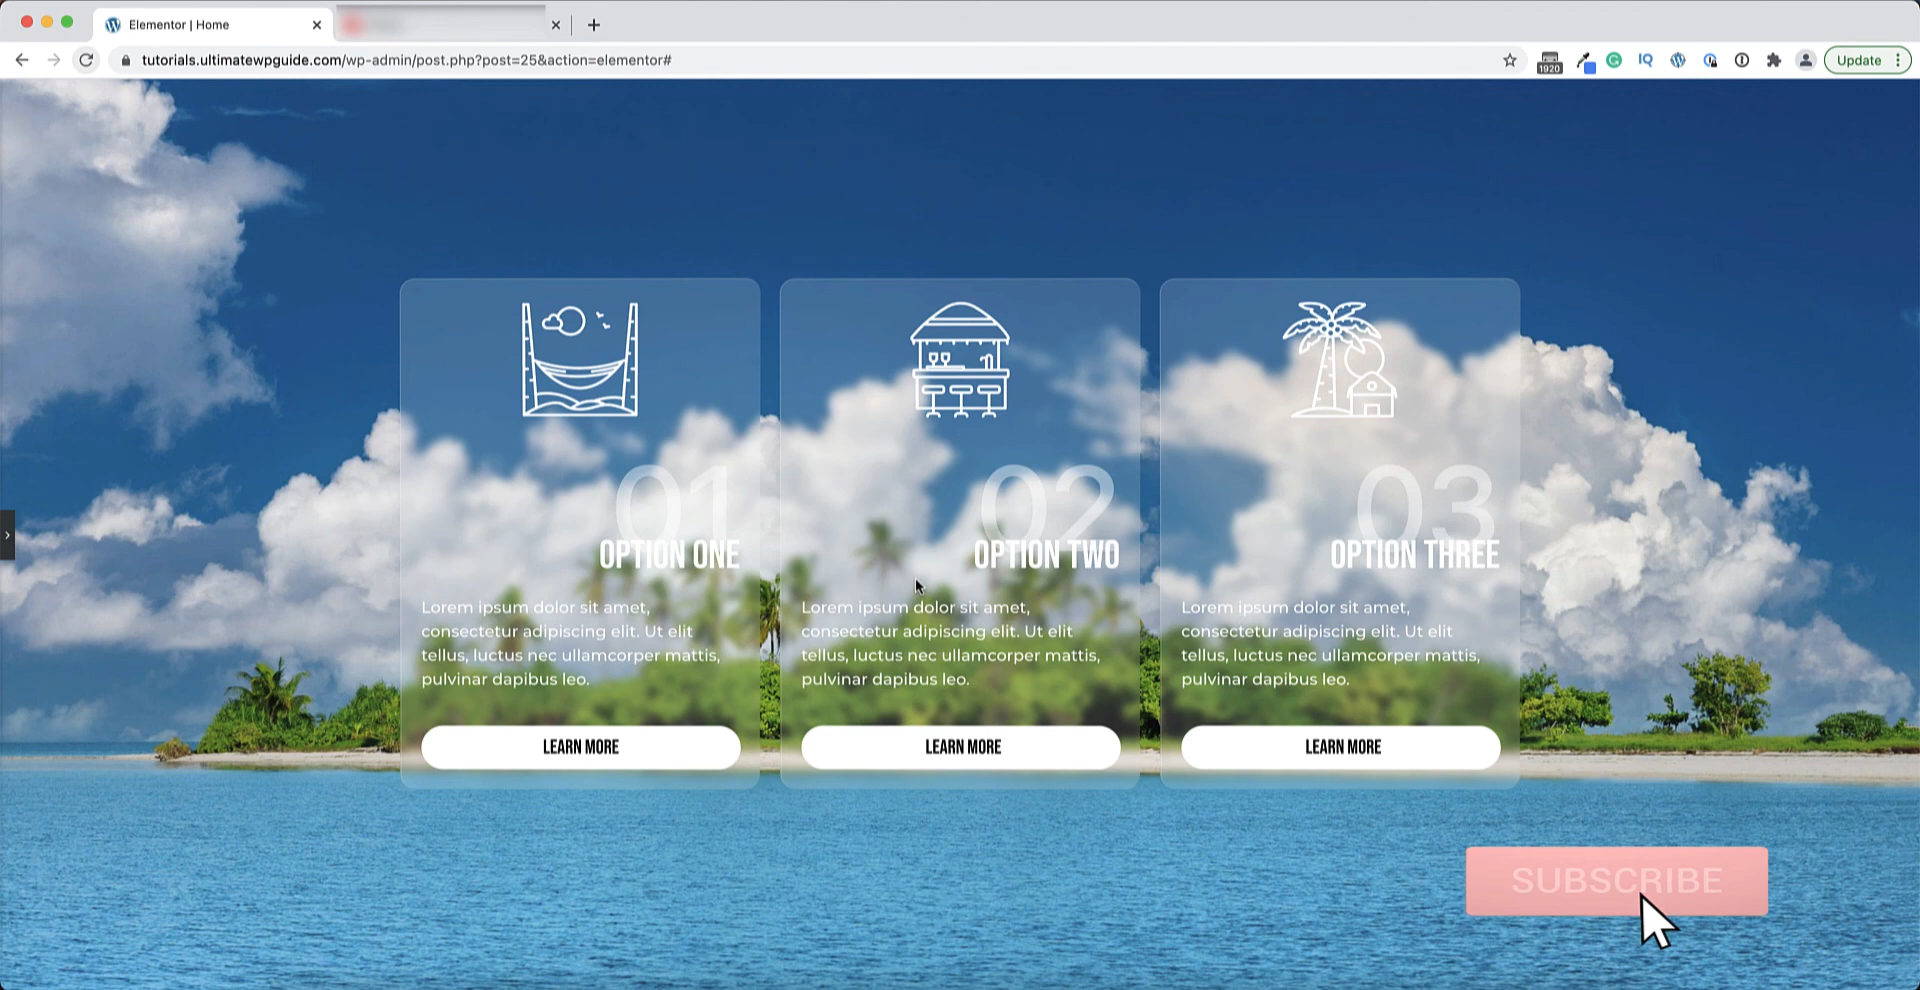 Elementor | Home
tutorials.ultimatewpguide.com/wp-admin/post.php?post=25&action=elementor#
1920
IQ
Update
01
OPTION ONE
Lorem ipsum dolor sit amet,
consectetur adipiscing elit. Ut elit
tellus, luctus nec ullamcorper mattis,
pulvinar dapibus leo.
LEARN MORE
02
OPTION TWO
Lorem ipsum dolor sit amet,
consectetur adipiscing elit. Ut elit
tellus, luctus nec ullamcorper mattis,
pulvinar dapibus leo.
LEARN MORE
03
OPTION THREE
Lorem ipsum dolor sit amet,
consectetur adipiscing elit. Ut elit
tellus, luctus nec ullamcorper mattis,
pulvinar dapibus leo.
LEARN MORE
SUBSCRIBE